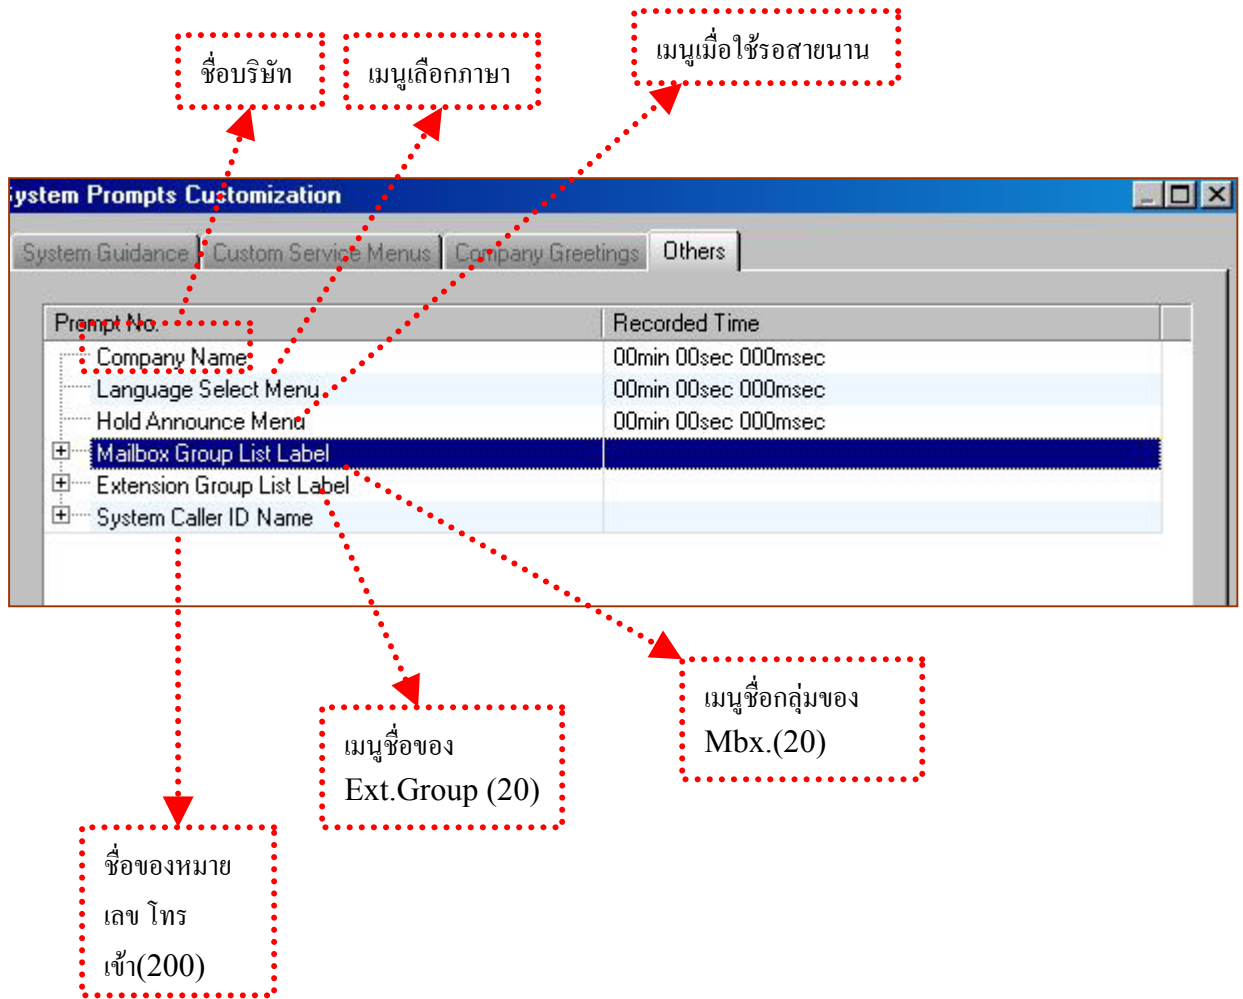 เมนูเมื่อใช้รอสายนาน
ชื่อบริษัท
เมนูเลือกภาษา
ystem Prompts Customization
System Guidance
Custom Service Menus
Company Greetings
Others
Prompt No.
Recorded Time
Company Name
00min 00sec 000msec
Language Select Menu
00min 00sec 000msec
Hold Announce Menu
00min 00sec 000msec
Mailbox Group List Label
Extension Group List Label
System Caller ID Name
เมนูชื่อกลุ่มของ
Mbx.(20)
เมนูชื่อของ
Ext.Group (20)
ชื่อของหมาย
เลข โทร
เข้า(200)